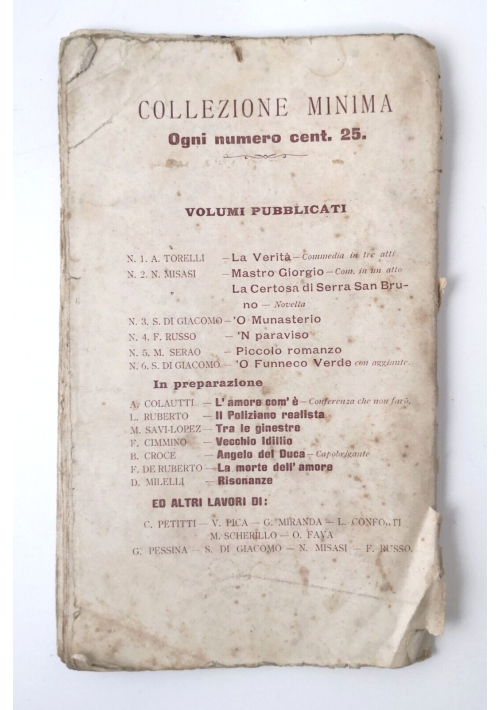 COLLEZIONE MINIMA
Ogni numero cent. 25.
VOLUMI PUBBLICATI
N. 1. A. TORELLI – La Verità – Commedia in tre atti
N. 2. N. MISASI – Mastro Giorgio – Com. in un atto
La Certosa di Serra San Bru-
no – Novella
N. 3. S. DI GIACOMO – 'O Munasterio
N. 4. F. RUSSO – 'N paraviso
N. 5. M. SERAO – Piccolo romanzo
N. 6. S. DI GIACOMO – 'O Funneco Verde con aggiunte.
In preparazione
A. COLAUTTI – L'amore com'è – Conferenza che non farò.
L. RUBERTO – Il Poliziano realista
M. SAVI-LOPEZ – Tra le ginestre
F. CIMMINO – Vecchio Idillio
B. CROCE – Angelo del Duca – Capobrigante
F. DE RUBERTO – La morte dell'amore
D. MILELLI – Risonanze
ED ALTRI LAVORI DI:
C. PETITTI – V. PICA – G. MIRANDA – L. CONFORTI
M. SCHERILLO – O. FAVA
G. PESSINA – S. DI GIACOMO – N. MISASI – F. RUSSO.